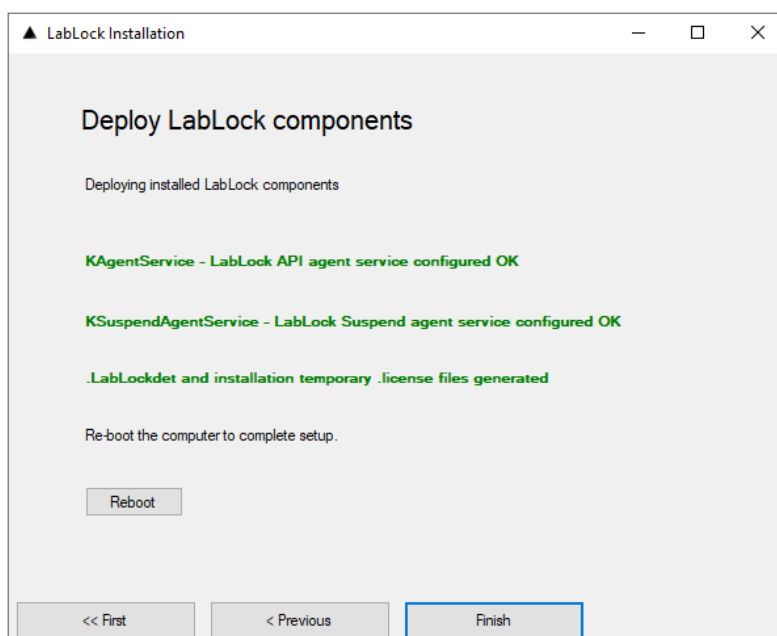 LabLock Installation
Deploy LabLock components
Deploying installed LabLock components
KAgentService - LabLock API agent service configured OK
KSuspendAgentService - LabLock Suspend agent service configured OK
.LabLockdet and installation temporary .license files generated
Re-boot the computer to complete setup.
Reboot
<< First
< Previous
Finish